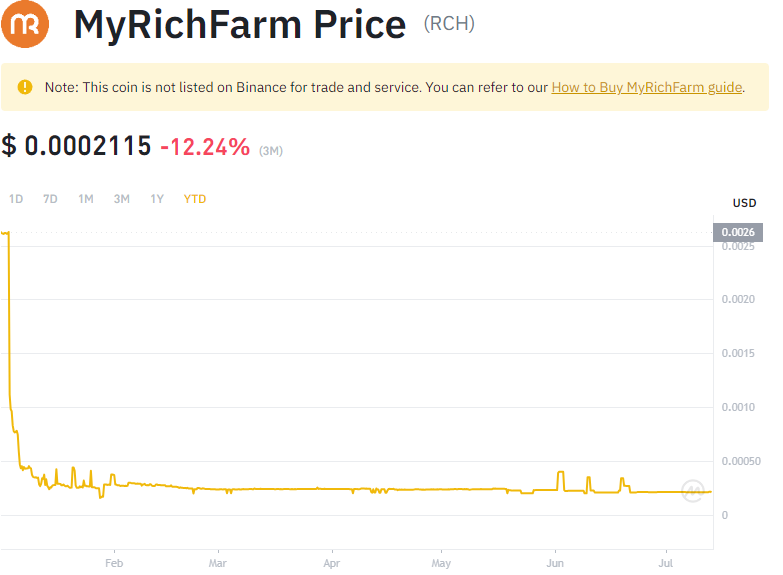 MR
MyRichFarm Price (RCH)
Note: This coin is not listed on Binance for trade and service. You can refer to our How to Buy MyRichFarm guide.
$ 0.0002115 -12.24% (3M)
1D 7D 1M 3M 1Y YTD
USD
0.0026
0.0025
0.0020
0.0015
0.0010
0.00050
0
Feb Mar Apr May Jun Jul